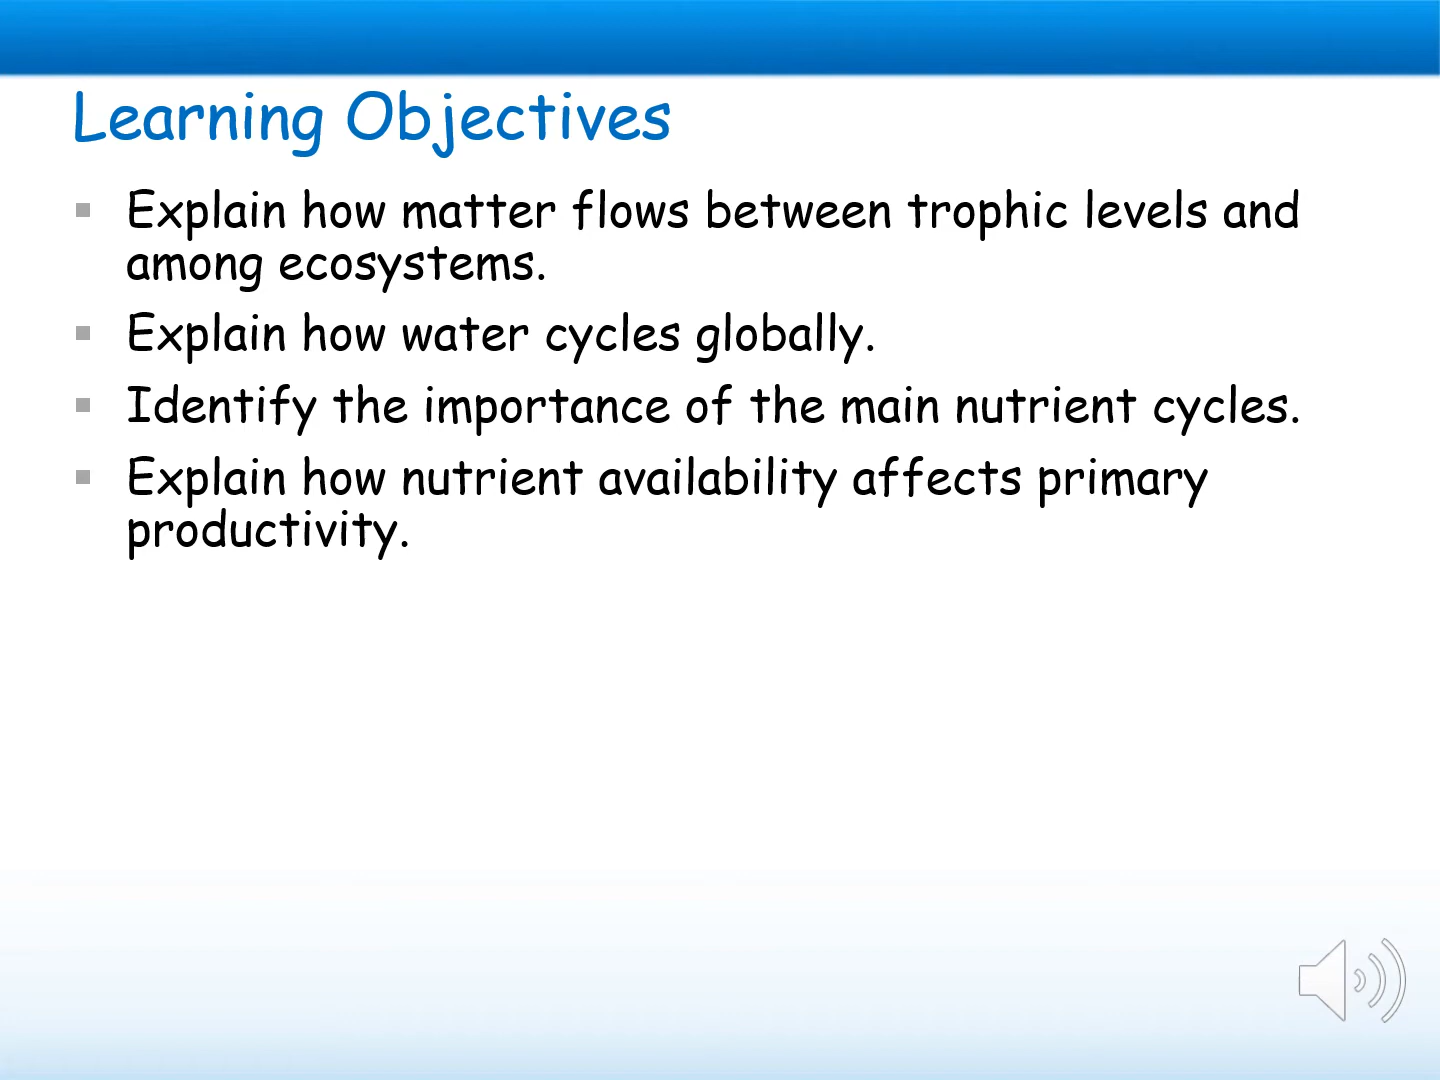 Learning Objectives
Explain how matter flows between trophic levels and
among ecosystems.
Explain how water cycles globally.
Identify the importance of the main nutrient cycles.
Explain how nutrient availability affects primary
productivity.